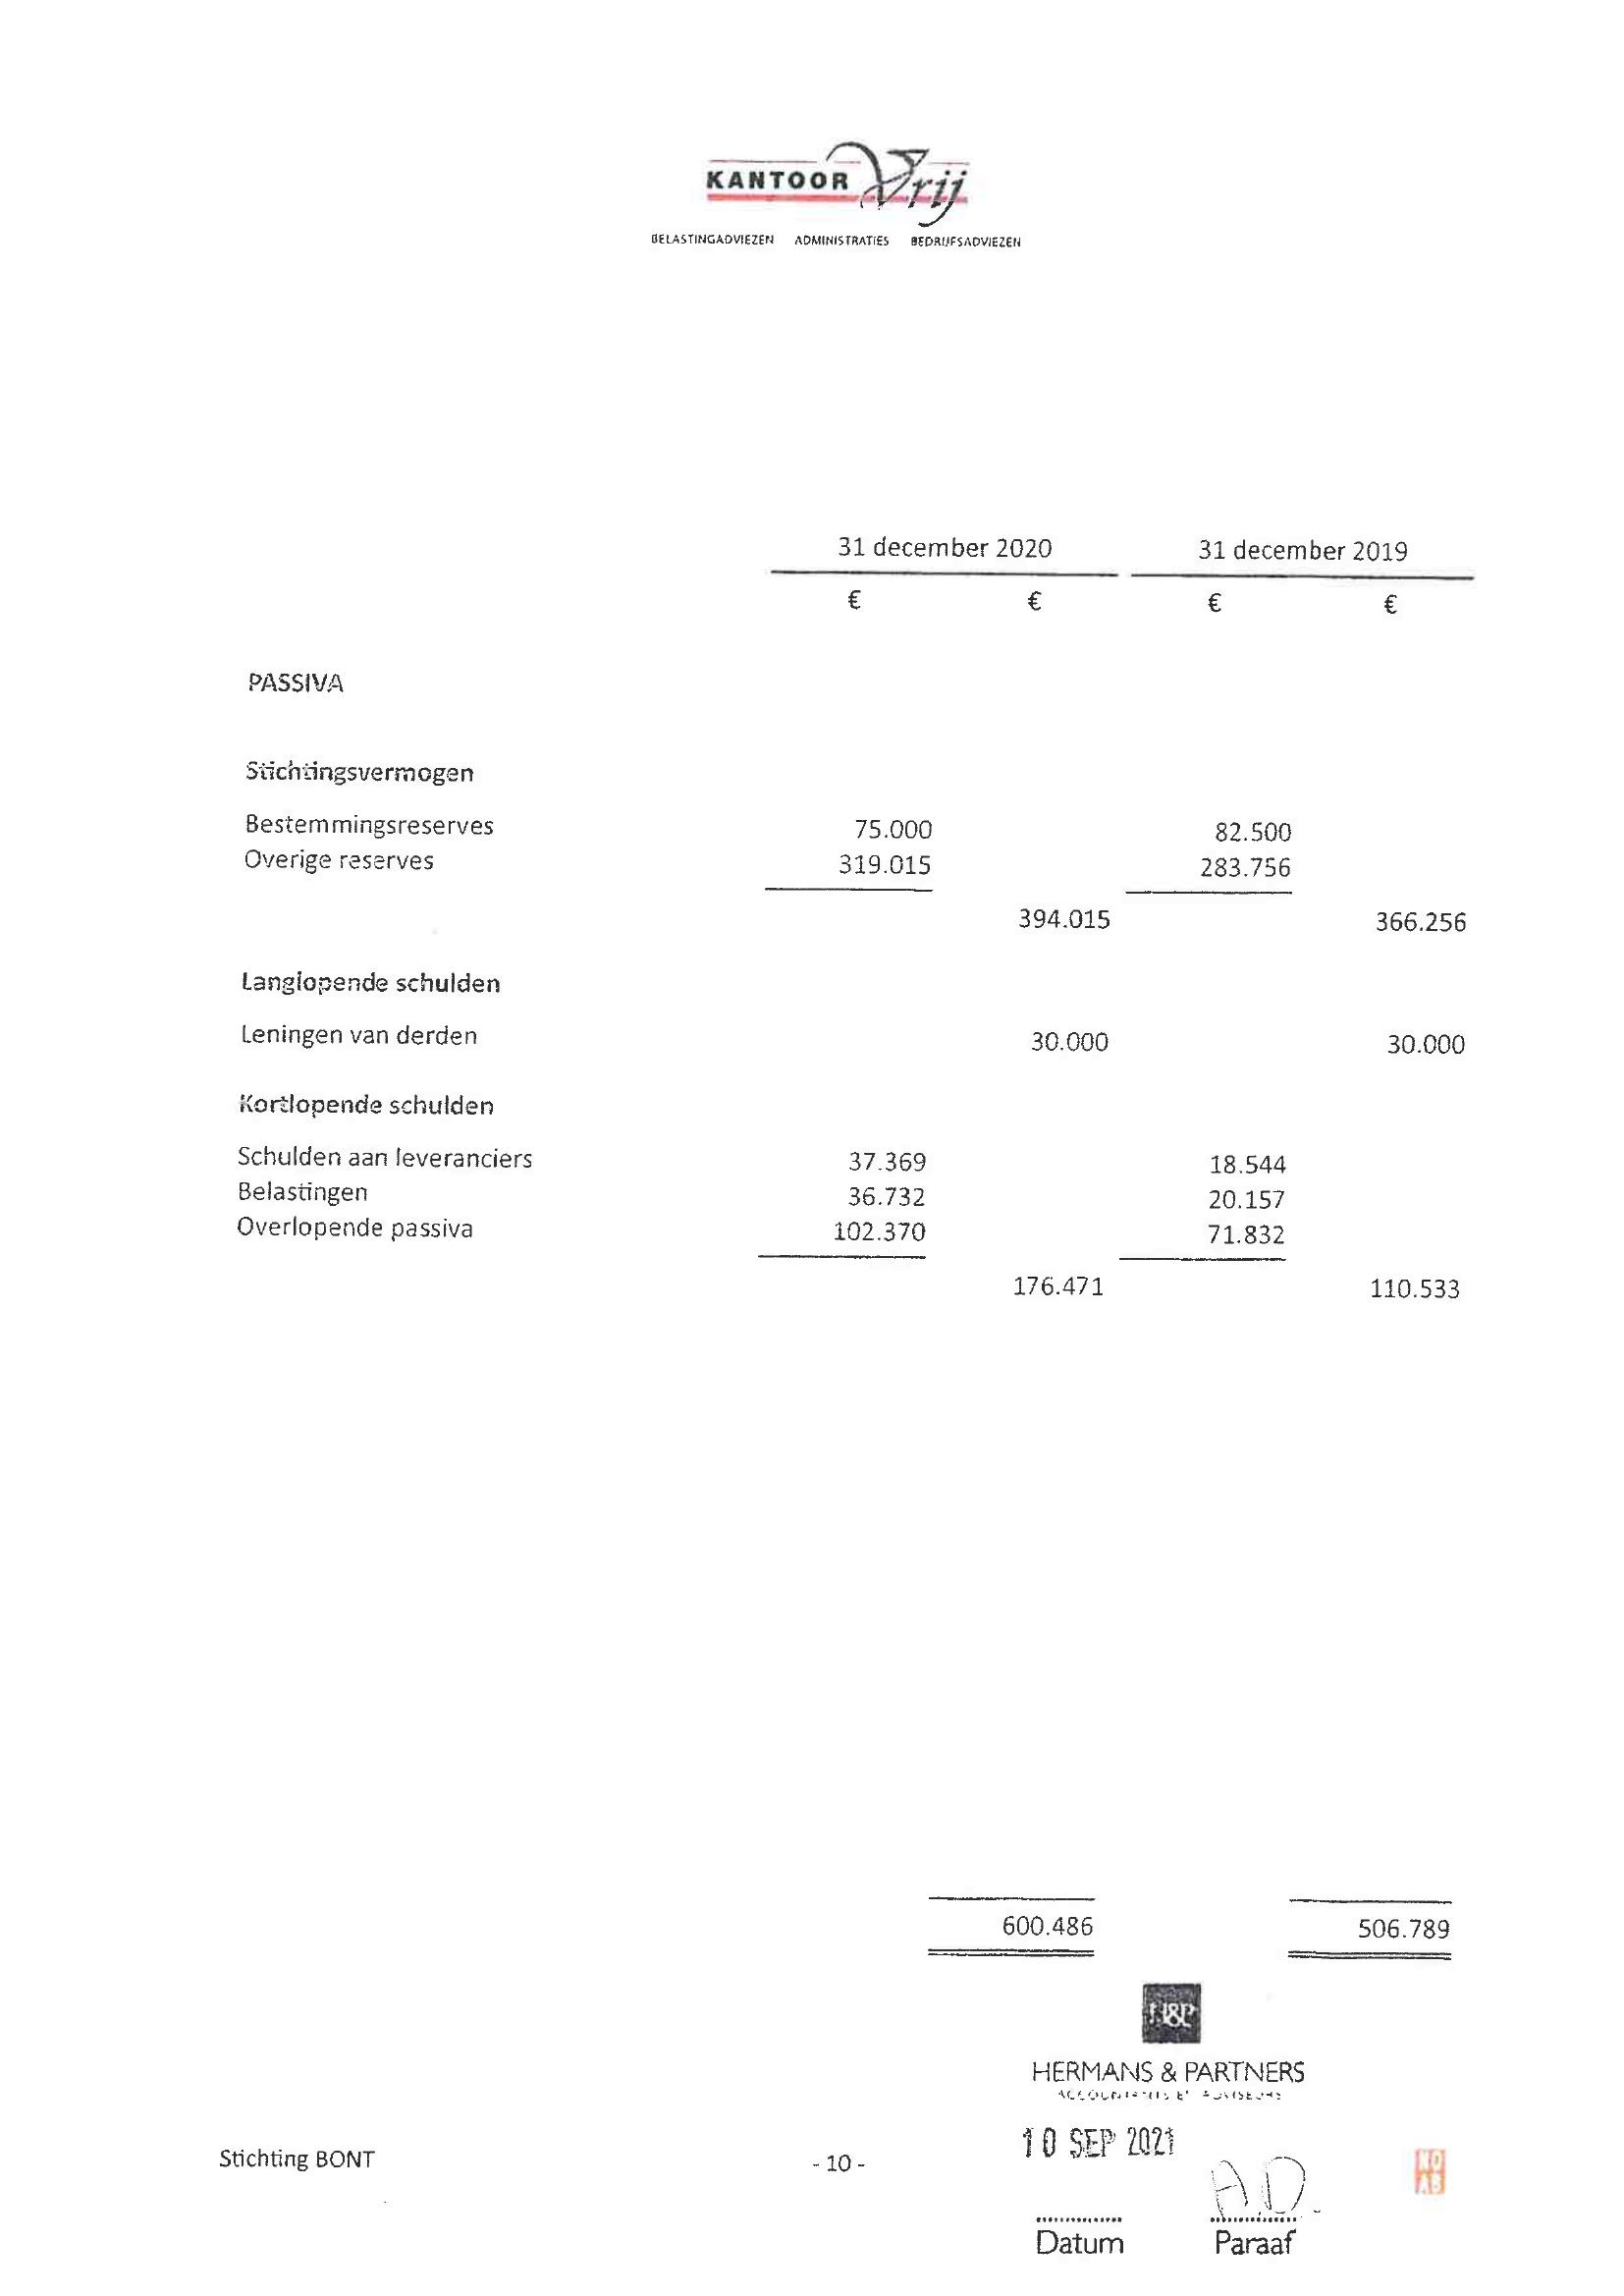 KANTOOR Vrij
BELASTINGADVIEZEN ADMINISTRATIES BEDRIJFSADVIEZEN
31 december 2020 31 december 2019
€ € € €
PASSIVA
Stichtingsvermogen
Bestemmingsreserves 75.000 82.500
Overige reserves 319.015 283.756
394.015 366.256
Langlopende schulden
Leningen van derden 30.000 30.000
Kortlopende schulden
Schulden aan leveranciers 37.369 18.544
Belastingen 36.732 20.157
Overlopende passiva 102.370 71.832
176.471 110.533
600.486 506.789
H&P
HERMANS & PARTNERS
ACCOUNTANTS EN ADVISEURS
10 SEP 2021
Stichting BONT - 10 - A.D. NO
AB
Datum Paraaf